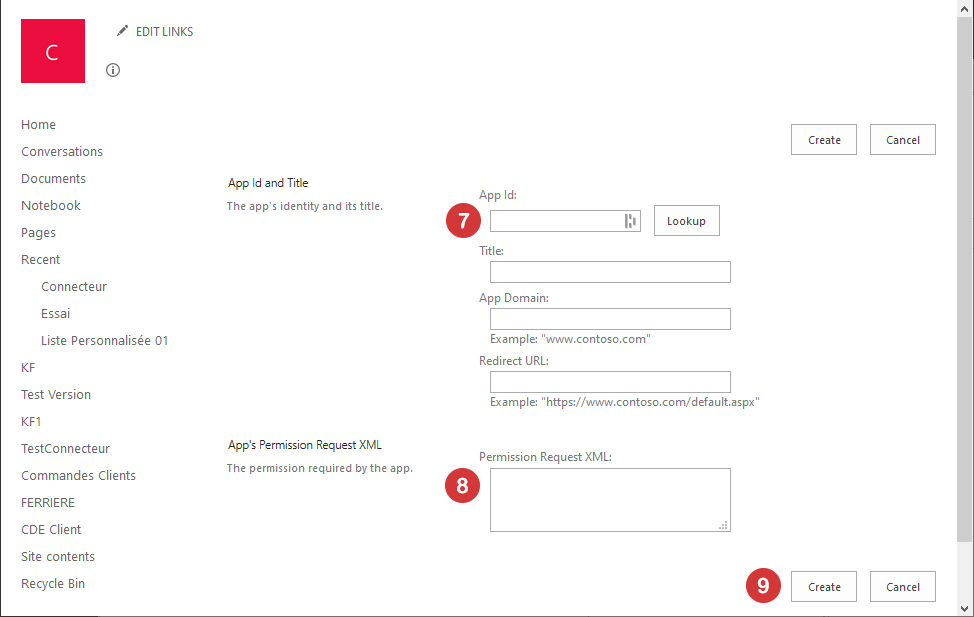 C
EDIT LINKS
Home
Conversations
Documents
Notebook
Pages
Recent
Connecteur
Essai
Liste Personnalisée 01
KF
Test Version
KF1
TestConnecteur
Commandes Clients
FERRIERE
CDE Client
Site contents
Recycle Bin
Create Cancel
App Id and Title
The app's identity and its title.
App Id:
7 Lookup
Title:
App Domain:
Example: "www.contoso.com"
Redirect URL:
Example: "https://www.contoso.com/default.aspx"
App's Permission Request XML
The permission required by the app.
Permission Request XML:
8
9 Create Cancel